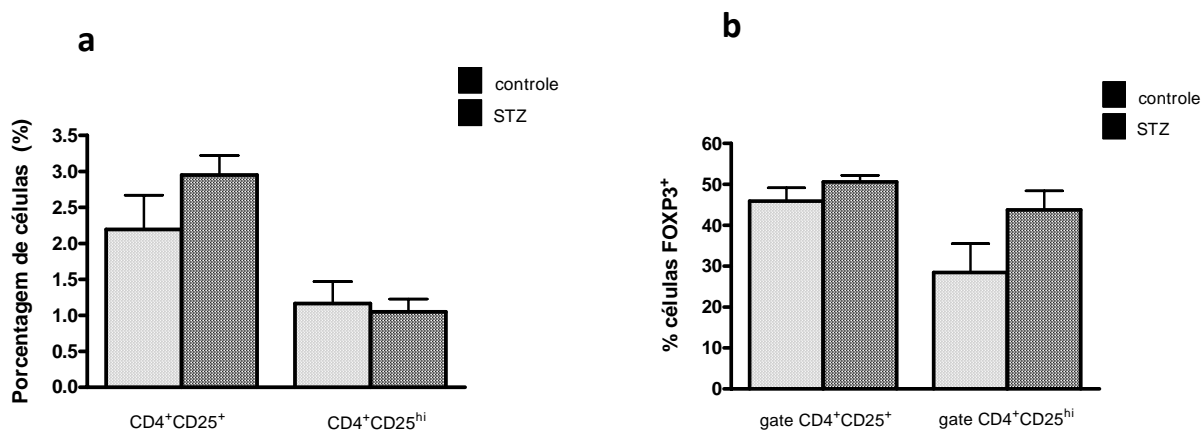 a
controle
STZ
Porcentagem de células (%)
3.5
3.0
2.5
2.0
1.5
1.0
0.5
0.0
CD4⁺CD25⁺
CD4⁺CD25ʰⁱ
b
controle
STZ
% células FOXP3⁺
60
50
40
30
20
10
0
gate CD4⁺CD25⁺
gate CD4⁺CD25ʰⁱ